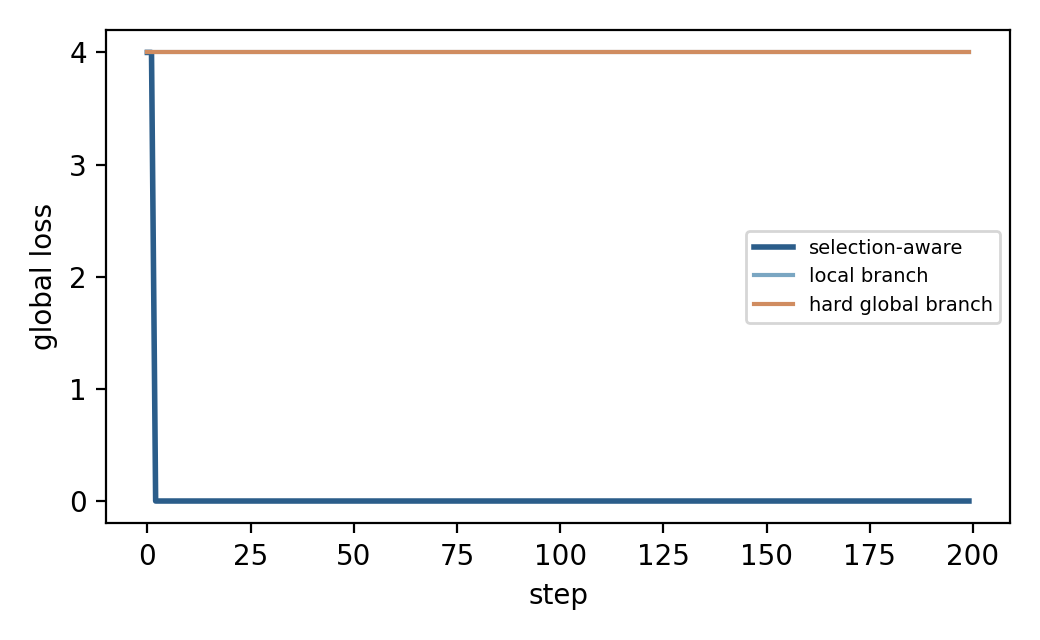 4
3
2
1
0
global loss
selection-aware
local branch
hard global branch
0 25 50 75 100 125 150 175 200
step